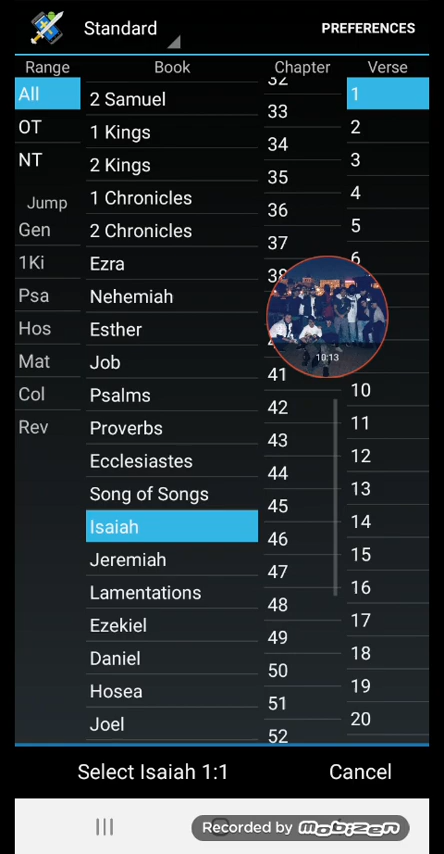 Standard
PREFERENCES
Range
Book
Chapter
Verse
All
OT
NT
Jump
Gen
1Ki
Psa
Hos
Mat
Col
Rev
2 Samuel
1 Kings
2 Kings
1 Chronicles
2 Chronicles
Ezra
Nehemiah
Esther
Job
Psalms
Proverbs
Ecclesiastes
Song of Songs
Isaiah
Jeremiah
Lamentations
Ezekiel
Daniel
Hosea
Joel
32
33
34
35
36
37
38
41
42
43
44
45
46
47
48
49
50
51
52
1
2
3
4
5
6
10
11
12
13
14
15
16
17
18
19
20
10:13
Select Isaiah 1:1
Cancel
Recorded by Mobizen